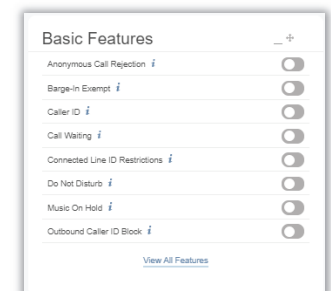 Basic Features
Anonymous Call Rejection i
Barge-In Exempt i
Caller ID i
Call Waiting i
Connected Line ID Restrictions i
Do Not Disturb i
Music On Hold i
Outbound Caller ID Block i
View All Features